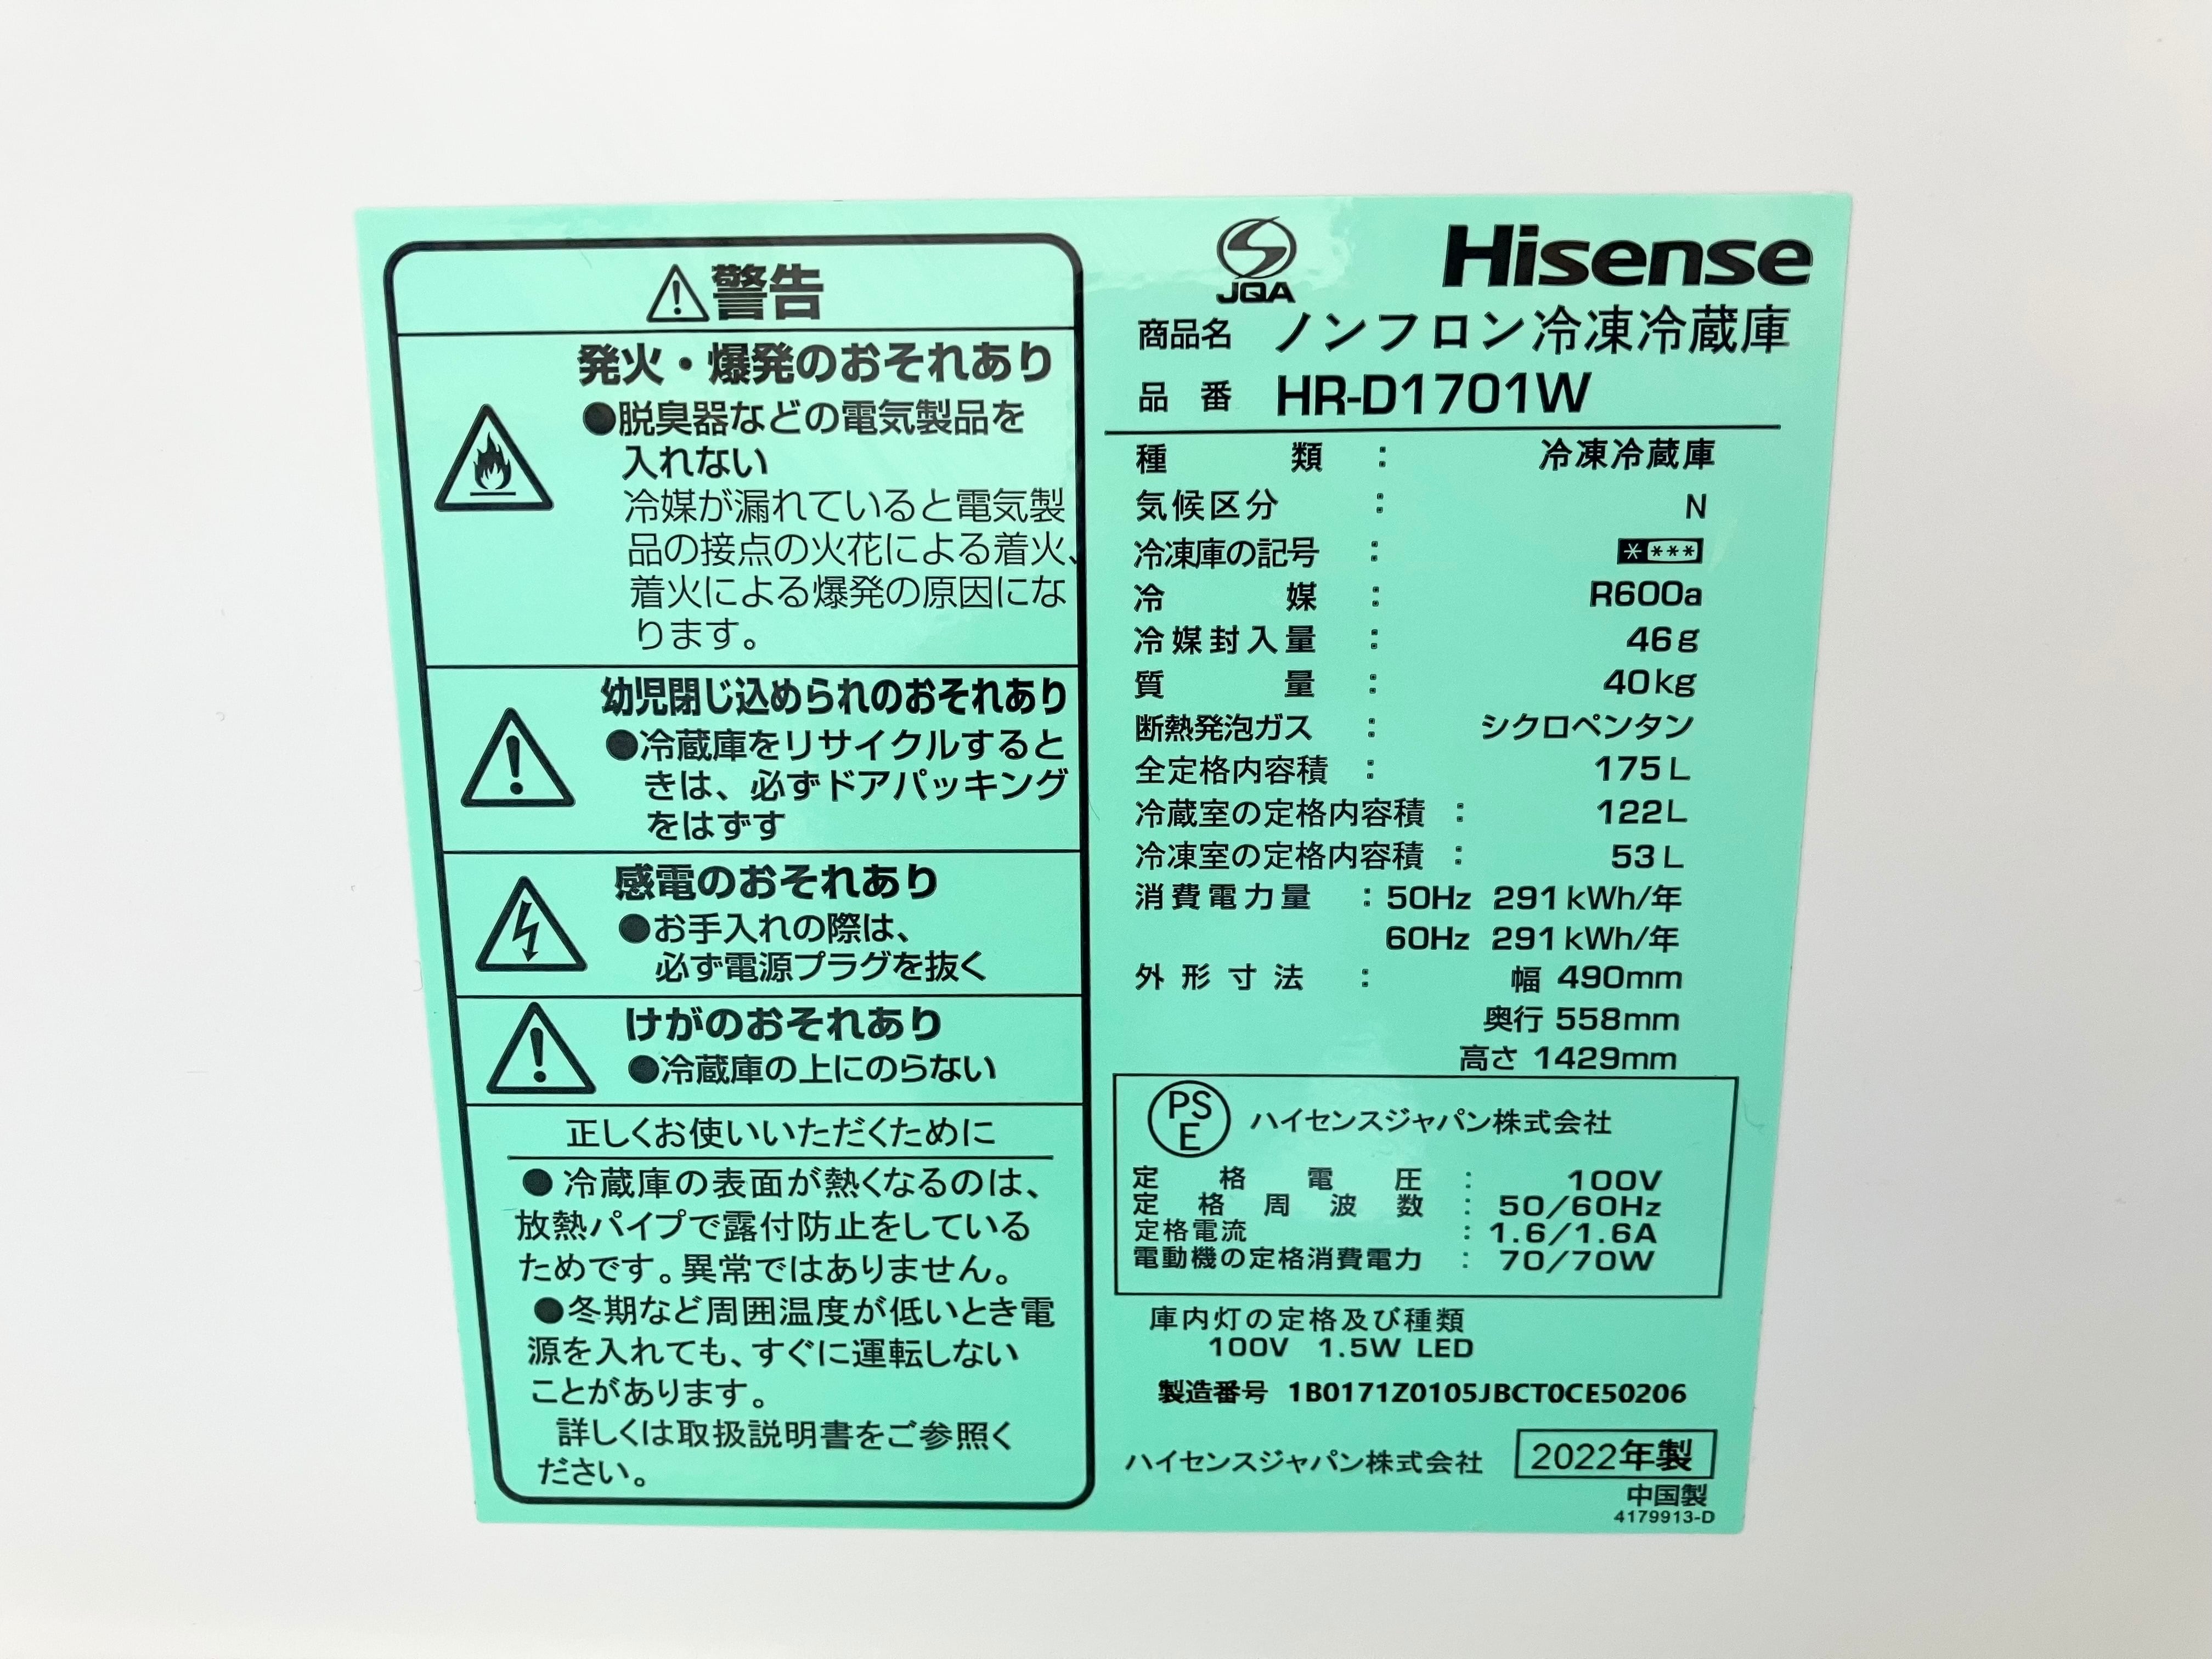 警告
発火・爆発のおそれあり
●脱臭器などの電気製品を
入れない
冷媒が漏れていると電気製
品の接点の火花による着火、
着火による爆発の原因にな
ります。
幼児閉じ込められのおそれあり
●冷蔵庫をリサイクルすると
きは、必ずドアパッキング
をはずす
感電のおそれあり
●お手入れの際は、
必ず電源プラグを抜く
けがのおそれあり
●冷蔵庫の上にのらない
正しくお使いいただくために
●冷蔵庫の表面が熱くなるのは、
放熱パイプで露付防止をしている
ためです。異常ではありません。
●冬期など周囲温度が低いとき電
源を入れても、すぐに運転しない
ことがあります。
詳しくは取扱説明書をご参照く
ださい。
JQA
Hisense
商品名 ノンフロン冷凍冷蔵庫
品番 HR-D1701W
種類 : 冷凍冷蔵庫
気候区分 : N
冷凍庫の記号 : * ***
冷媒 : R600a
冷媒封入量 : 46g
質量 : 40kg
断熱発泡ガス : シクロペンタン
全定格内容積 : 175L
冷蔵室の定格内容積 : 122L
冷凍室の定格内容積 : 53L
消費電力量 : 50Hz 291kWh/年
60Hz 291kWh/年
外形寸法 : 幅 490mm
奥行 558mm
高さ 1429mm
PSE ハイセンスジャパン株式会社
定格電圧 : 100V
定格周波数 : 50/60Hz
定格電流 : 1.6/1.6A
電動機の定格消費電力 : 70/70W
庫内灯の定格及び種類
100V 1.5W LED
製造番号 1B0171Z0105JBCT0CE50206
ハイセンスジャパン株式会社 2022年製
中国製
4179913-D